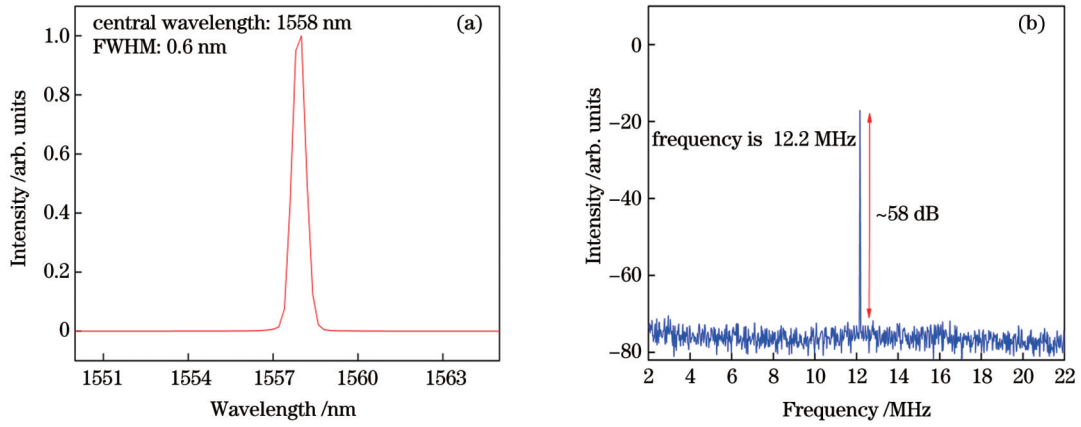 central wavelength: 1558 nm
FWHM: 0.6 nm
(a)
1.0
0.8
0.6
0.4
0.2
0
Intensity /arb. units
1551
1554
1557
1560
1563
Wavelength /nm
(b)
0
−20
−40
−60
−80
Intensity /arb. units
frequency is 12.2 MHz
~58 dB
2
4
6
8
10
12
14
16
18
20
22
Frequency /MHz